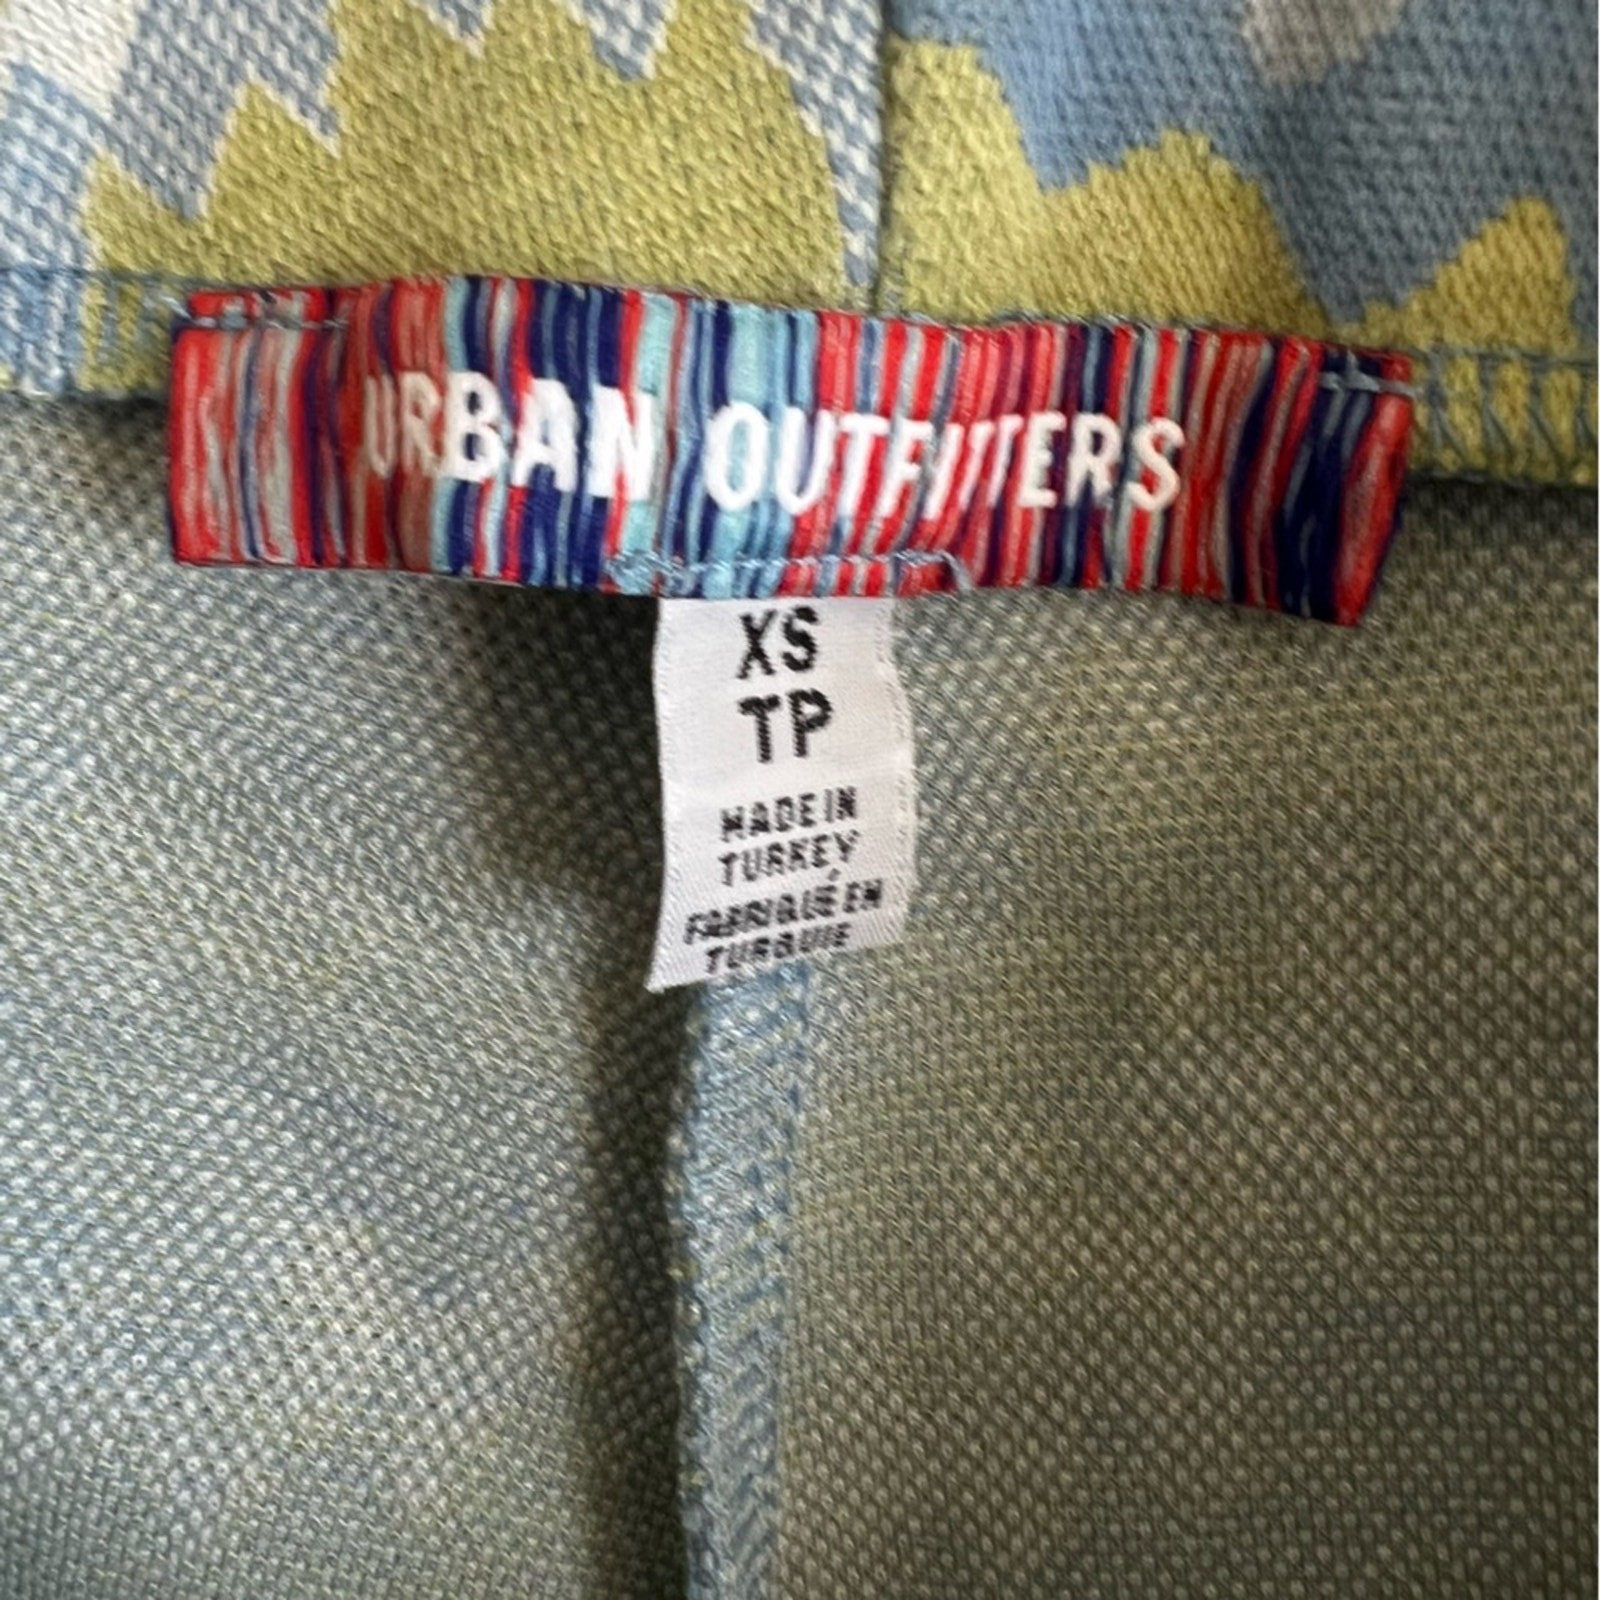 URBAN OUTFITTERS
XS
TP
MADE IN
TURKEY
FABRIQUÉ EN
TURQUIE